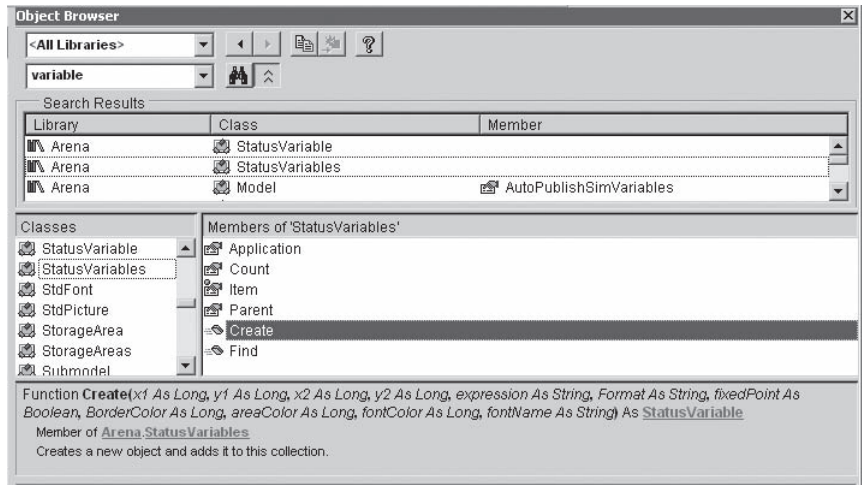 Object Browser
<All Libraries>
variable
Search Results
Library Class Member
Arena StatusVariable
Arena StatusVariables
Arena Model AutoPublishSimVariables
Classes
StatusVariable
StatusVariables
StdFont
StdPicture
StorageArea
StorageAreas
Submodel
Members of 'StatusVariables'
Application
Count
Item
Parent
Create
Find
Function Create(x1 As Long, y1 As Long, x2 As Long, y2 As Long, expression As String, Format As String, fixedPoint As
Boolean, BorderColor As Long, areaColor As Long, fontColor As Long, fontName As String) As StatusVariable
Member of Arena.StatusVariables
Creates a new object and adds it to this collection.